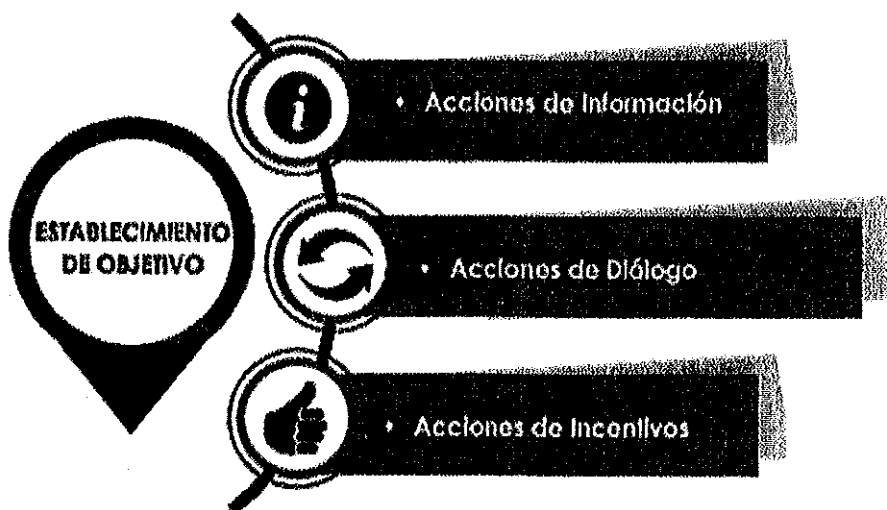 ESTABLECIMIENTO
DE OBJETIVO
i
• Acciones de Información
• Acciones de Diálogo
• Acciones de Incentivos